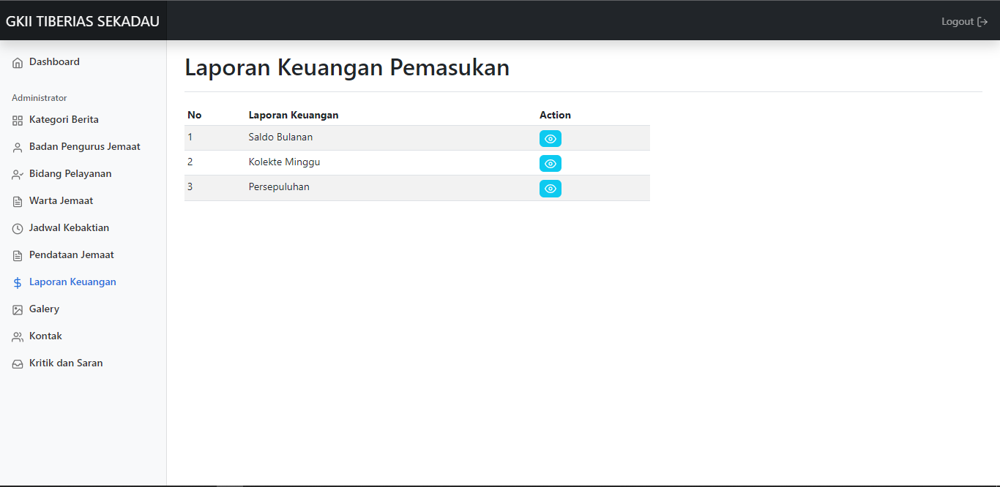 GKII TIBERIAS SEKADAU
Logout
Dashboard
Administrator
Kategori Berita
Badan Pengurus Jemaat
Bidang Pelayanan
Warta Jemaat
Jadwal Kebaktian
Pendataan Jemaat
Laporan Keuangan
Galery
Kontak
Kritik dan Saran
Laporan Keuangan Pemasukan
No Laporan Keuangan Action
1 Saldo Bulanan
2 Kolekte Minggu
3 Persepuluhan